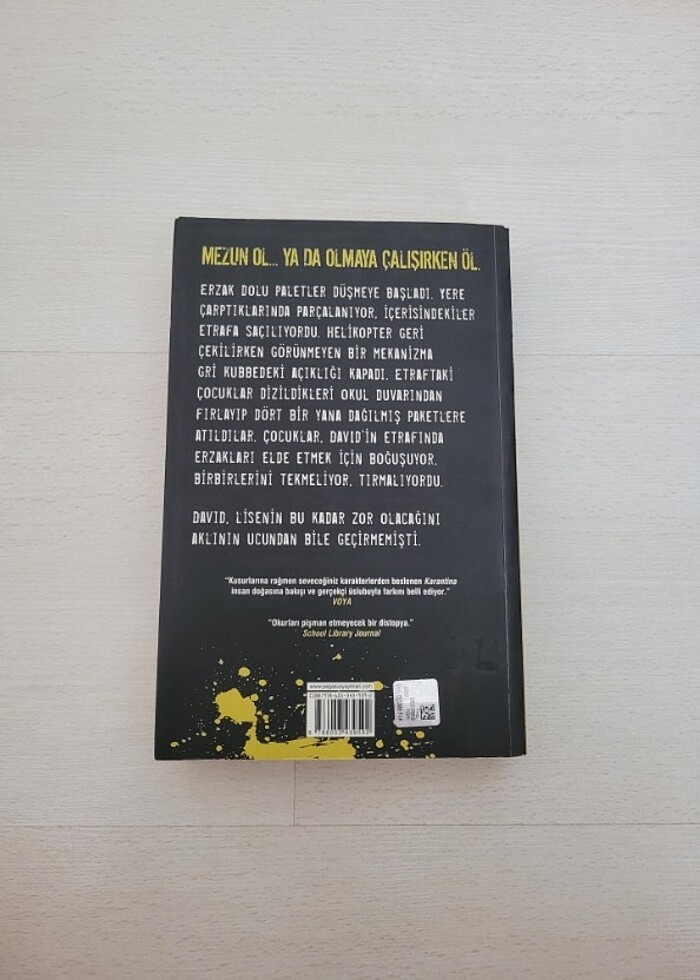 MEZUN OL... YA DA OLMAYA ÇALIŞIRKEN ÖL.
ERZAK DOLU PALETLER DÜŞMEYE BAŞLADI. YERE
ÇARPTIKLARINDA PARÇALANIYOR, İÇERİSİNDEKİLER
ETRAFA SAÇILIYORDU. HELİKOPTER GERİ
ÇEKİLİRKEN GÖRÜNMEYEN BİR MEKANİZMA
GRİ KUBBEDEKİ AÇIKLIĞI KAPADI. ETRAFTAKİ
ÇOCUKLAR DİZİLDİKLERİ OKUL DUVARINDAN
FIRLAYIP DÖRT BİR YANA DAĞILMIŞ PAKETLERE
ATILDILAR. ÇOCUKLAR, DAVID'İN ETRAFINDA
ERZAKLARI ELDE ETMEK İÇİN BOĞUŞUYOR,
BİRBİRLERİNİ TEKMELİYOR, TIRMALIYORDU.
DAVID, LİSENİN BU KADAR ZOR OLACAĞINI
AKLININ UCUNDAN BİLE GEÇİRMEMİŞTİ.
"Kusurlarına rağmen seveceğiniz karakterlerden beslenen Karantina
insan doğasına bakışı ve gerçekçi üslubuyla farkını belli ediyor."
VOYA
"Okurları pişman etmeyecek bir distopya."
School Library Journal
www.pegasusyayinlari.com